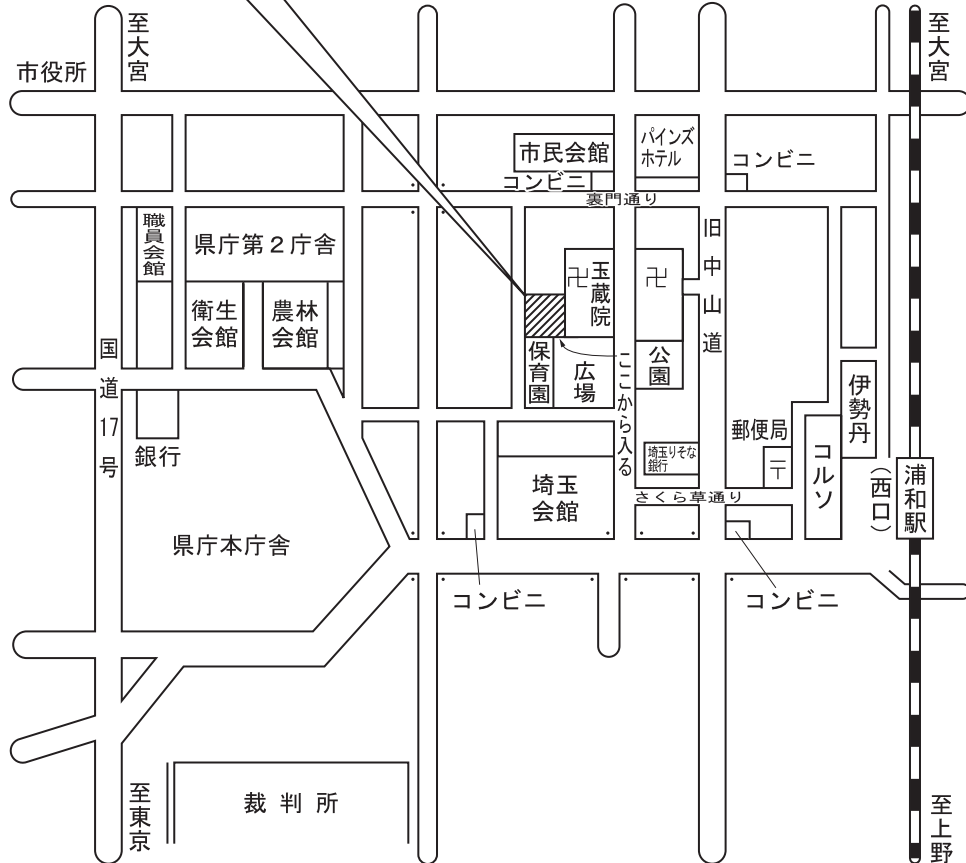 至大宮
至大宮
市役所
市民会館
パインズ
ホテル
コンビニ
コンビニ
裏門通り
職員会館
県庁第2庁舎
衛生
会館
農林
会館
卍
玉蔵院
卍
旧中山道
国道17号
保育園
広場
ここから入る
公園
伊勢丹
銀行
郵便局
〒
コルソ
埼玉りそな
銀行
(西口)
浦和駅
埼玉
会館
さくら草通り
県庁本庁舎
コンビニ
コンビニ
至東京
裁判所
至上野